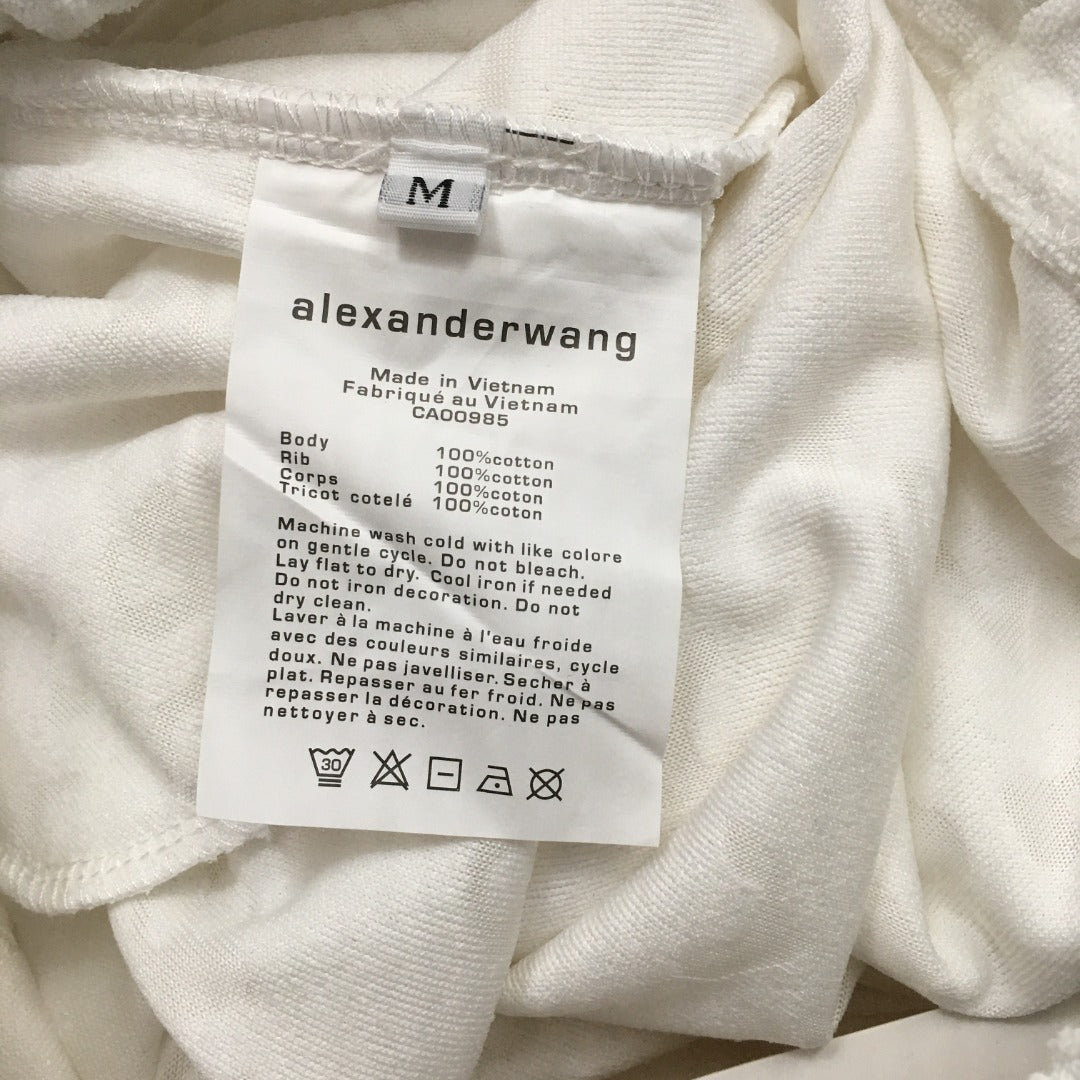 M
alexanderwang
Made in Vietnam
Fabriqué au Vietnam
CA00985
Body 100%cotton
Rib 100%cotton
Corps 100%coton
Tricot cotelé 100%coton
Machine wash cold with like colore
on gentle cycle. Do not bleach.
Lay flat to dry. Cool iron if needed
Do not iron decoration. Do not
dry clean.
Laver à la machine à l'eau froide
avec des couleurs similaires, cycle
doux. Ne pas javelliser. Secher à
plat. Repasser au fer froid. Ne pas
repasser la décoration. Ne pas
nettoyer à sec.
30